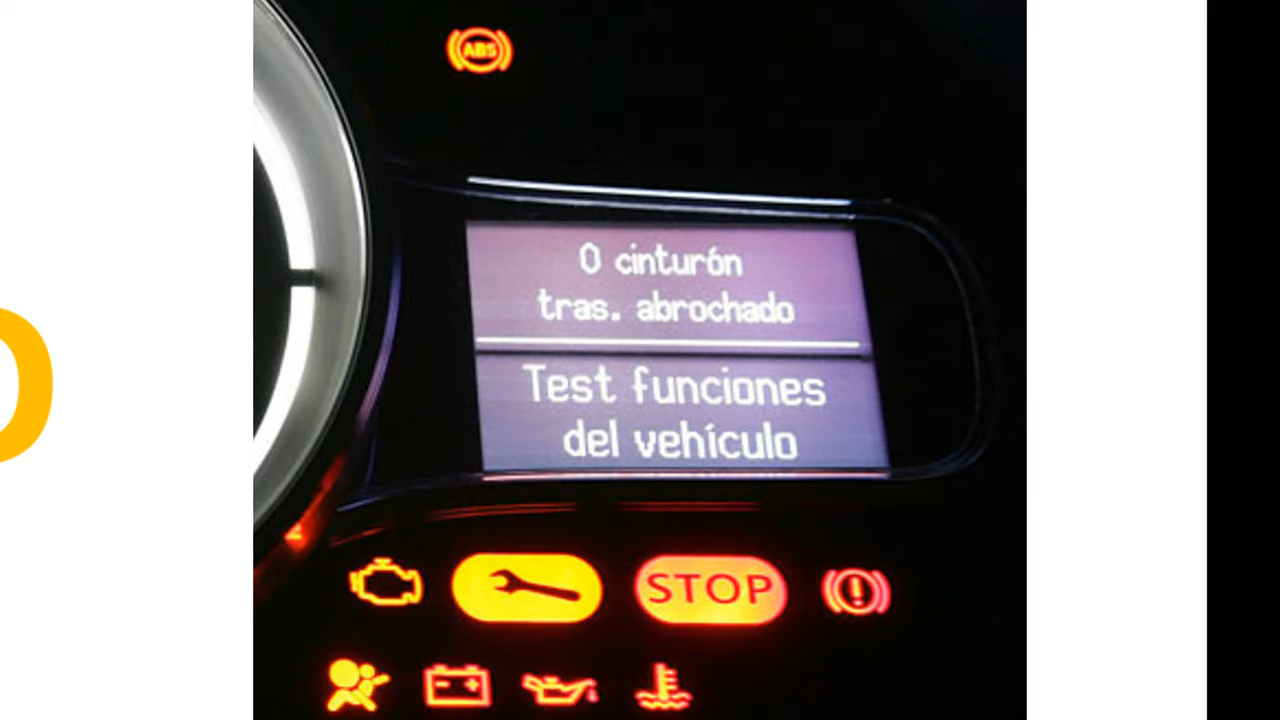 ABS
0 cinturón
tras. abrochado
Test funciones
del vehículo
STOP